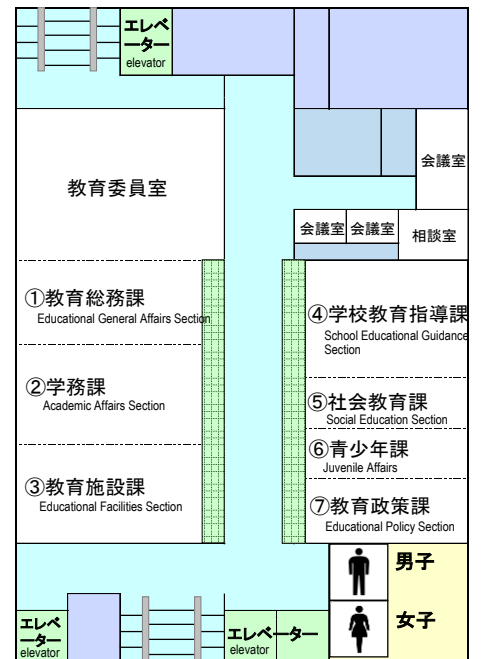 エレベ
ーター
elevator
会議室
教育委員室
会議室
会議室
相談室
①教育総務課
Educational General Affairs Section
④学校教育指導課
School Educational Guidance
Section
②学務課
Academic Affairs Section
⑤社会教育課
Social Education Section
⑥青少年課
Juvenile Affairs
③教育施設課
Educational Facilities Section
⑦教育政策課
Educational Policy Section
男子
女子
エレベ
ーター
elevator
エレベーター
elevator